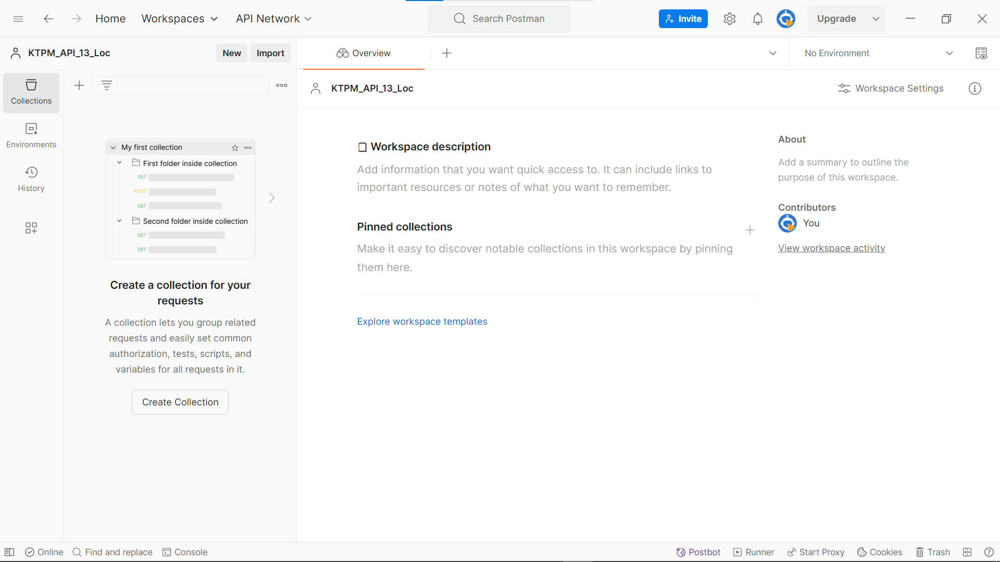 Home
Workspaces
API Network
Search Postman
Invite
Upgrade
KTPM_API_13_Loc
New
Import
Overview
No Environment
Collections
Environments
History
KTPM_API_13_Loc
Workspace Settings
My first collection
First folder inside collection
GET
POST
GET
Second folder inside collection
GET
GET
Create a collection for your
requests
A collection lets you group related
requests and easily set common
authorization, tests, scripts, and
variables for all requests in it.
Create Collection
Workspace description
Add information that you want quick access to. It can include links to
important resources or notes of what you want to remember.
Pinned collections
Make it easy to discover notable collections in this workspace by pinning
them here.
Explore workspace templates
About
Add a summary to outline the
purpose of this workspace.
Contributors
You
View workspace activity
Online
Find and replace
Console
Postbot
Runner
Start Proxy
Cookies
Trash